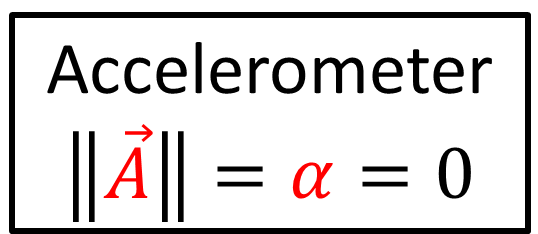 Accelerometer
‖A⃗‖ = α = 0